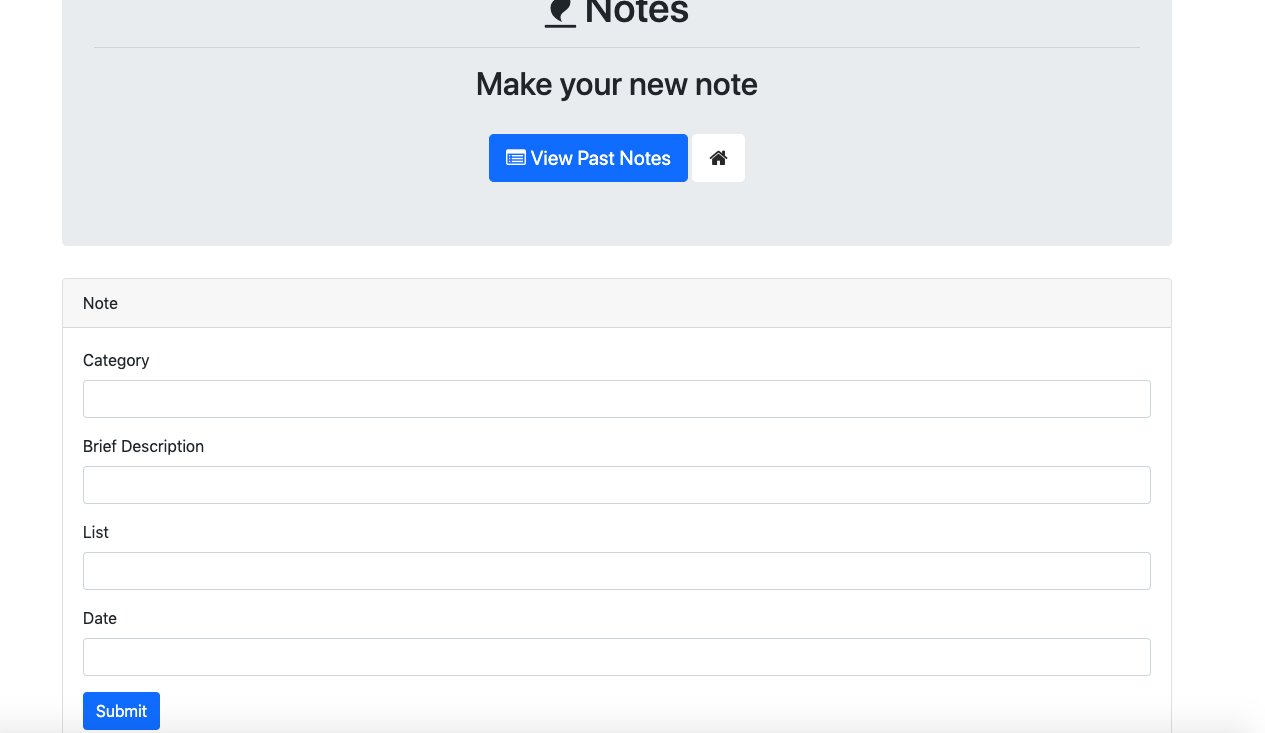 Notes
Make your new note
View Past Notes
Note
Category
Brief Description
List
Date
Submit